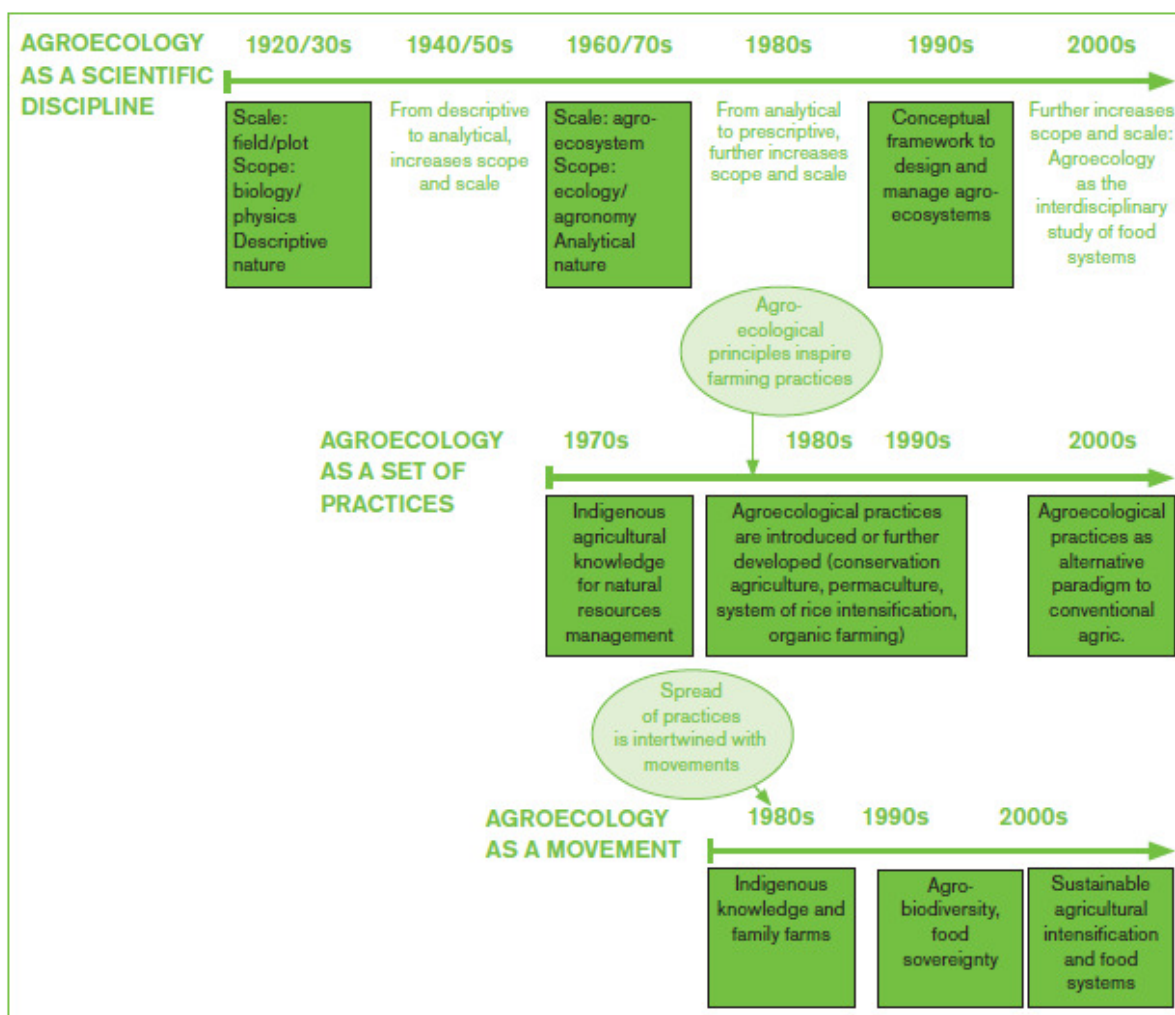 AGROECOLOGY
AS A SCIENTIFIC
DISCIPLINE
1920/30s
1940/50s
1960/70s
1980s
1990s
2000s
Scale:
field/plot
Scope:
biology/
physics
Descriptive
nature
From descriptive
to analytical,
increases scope
and scale
Scale: agro-
ecosystem
Scope:
ecology/
agronomy
Analytical
nature
From analytical
to prescriptive,
further increases
scope and scale
Conceptual
framework to
design and
manage agro-
ecosystems
Further increases
scope and scale:
Agroecology
as the
interdisciplinary
study of food
systems
Agro-
ecological
principles inspire
farming practices
AGROECOLOGY
AS A SET OF
PRACTICES
1970s
1980s
1990s
2000s
Indigenous
agricultural
knowledge
for natural
resources
management
Agroecological practices
are introduced or further
developed (conservation
agriculture, permaculture,
system of rice intensification,
organic farming)
Agroecological
practices as
alternative
paradigm to
conventional
agric.
Spread
of practices
is intertwined with
movements
AGROECOLOGY
AS A MOVEMENT
1980s
1990s
2000s
Indigenous
knowledge and
family farms
Agro-
biodiversity,
food
sovereignty
Sustainable
agricultural
intensification
and food
systems